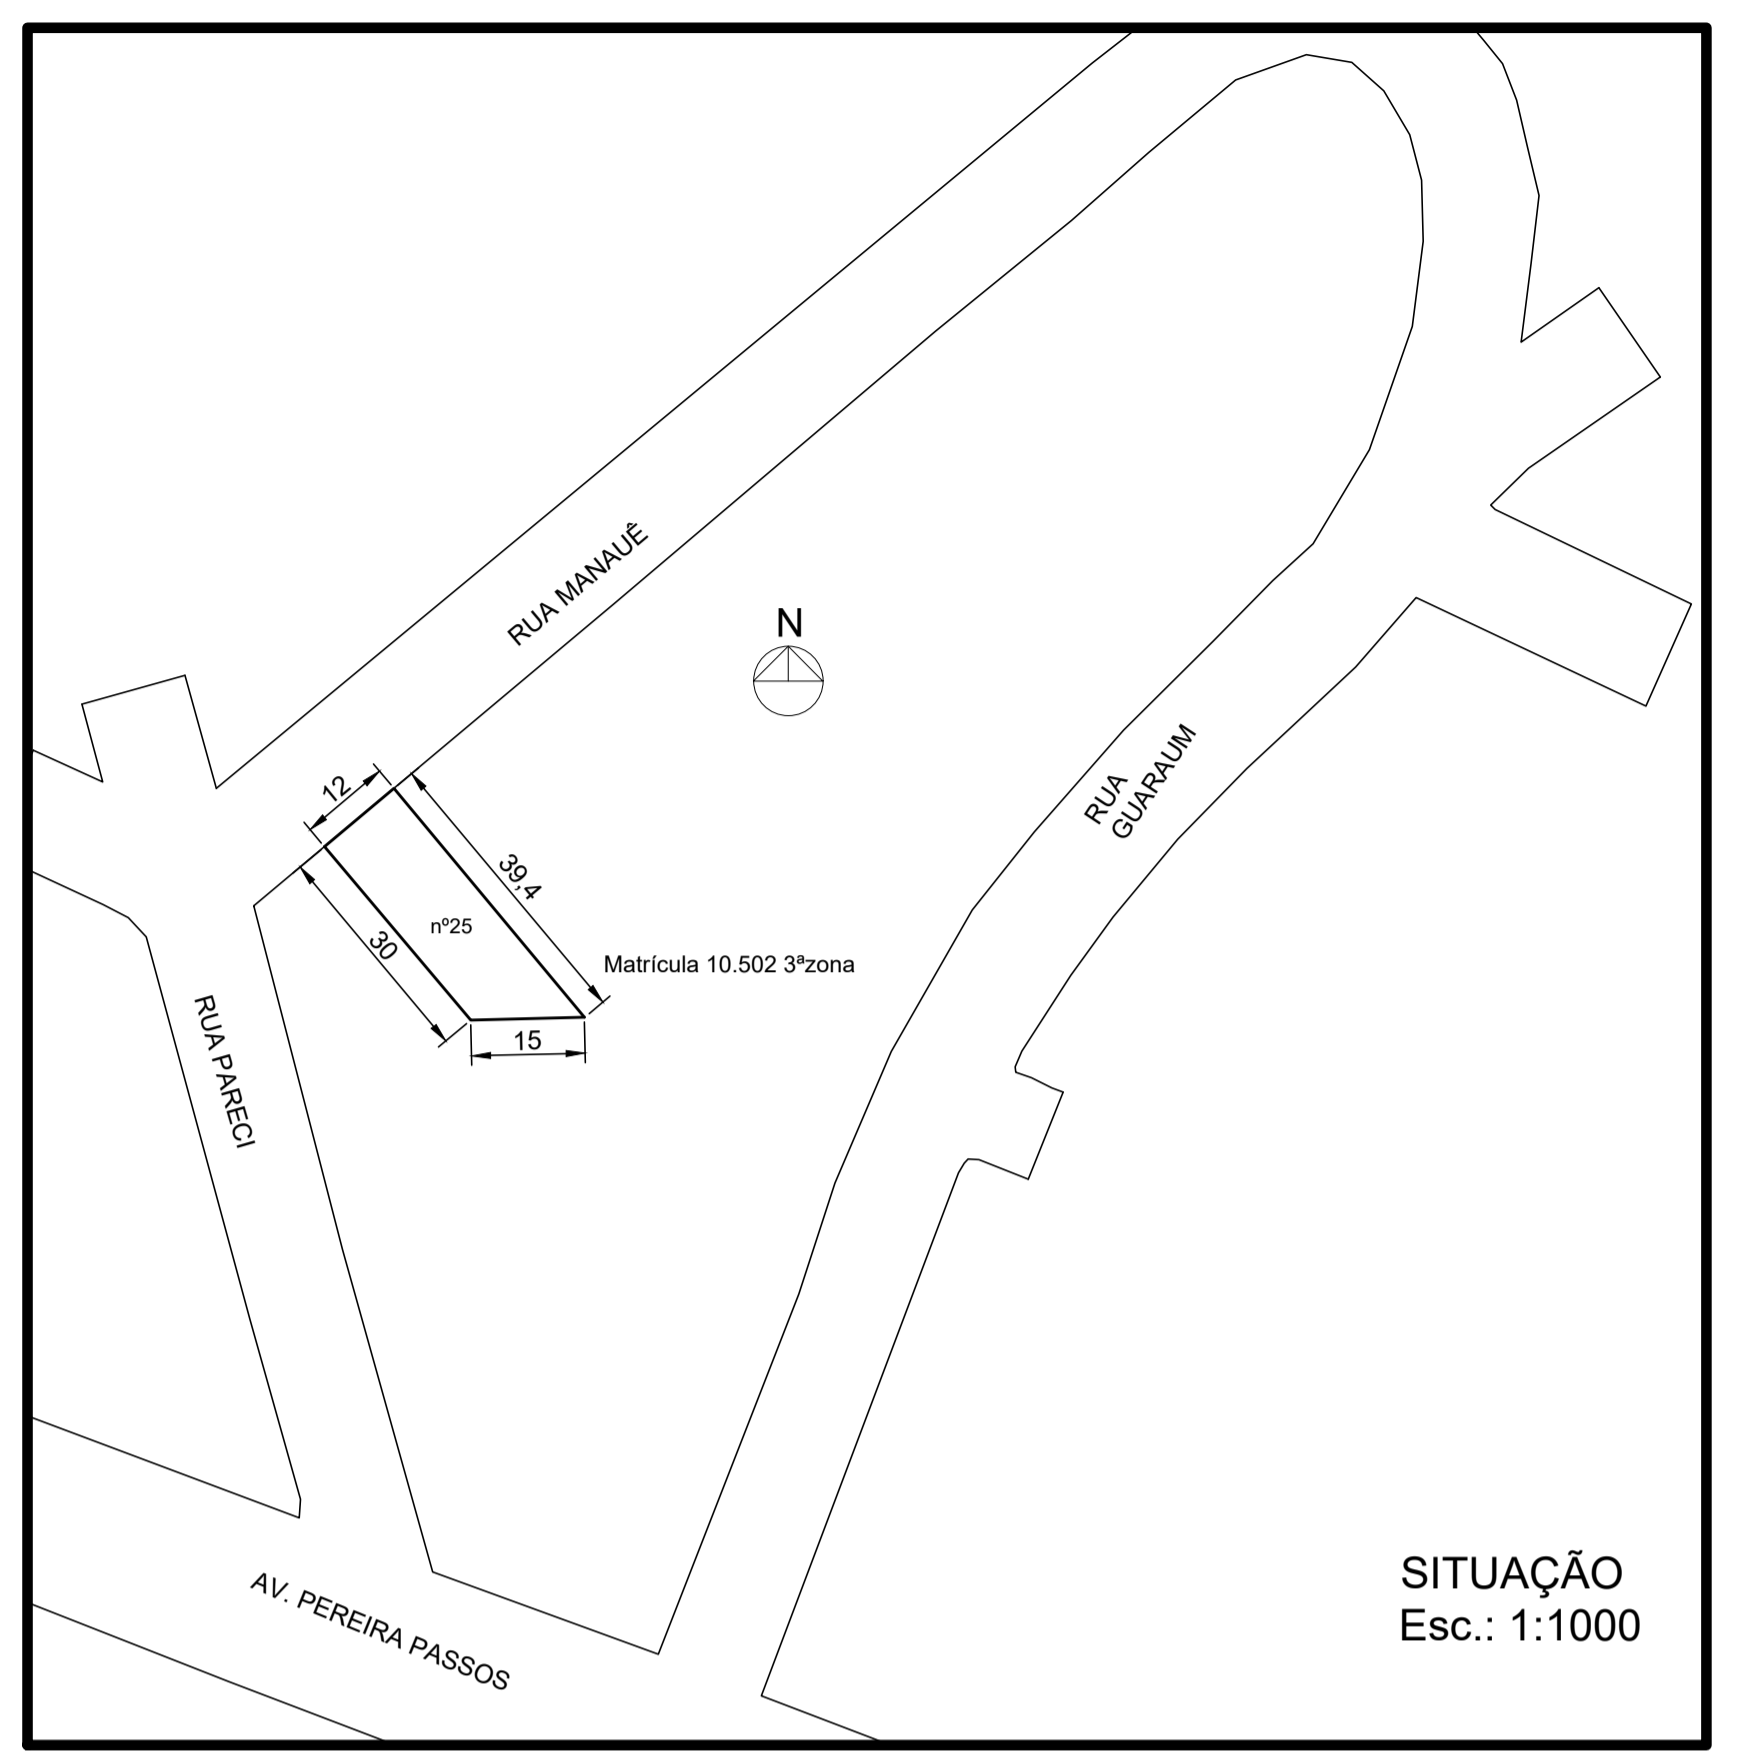 RUA MANAUÊ
N
12
39,4
30
nº25
Matrícula 10.502 3ªzona
15
RUA
GUARAUM
RUA PARECI
AV. PEREIRA PASSOS
SITUAÇÃO
Esc.: 1:1000